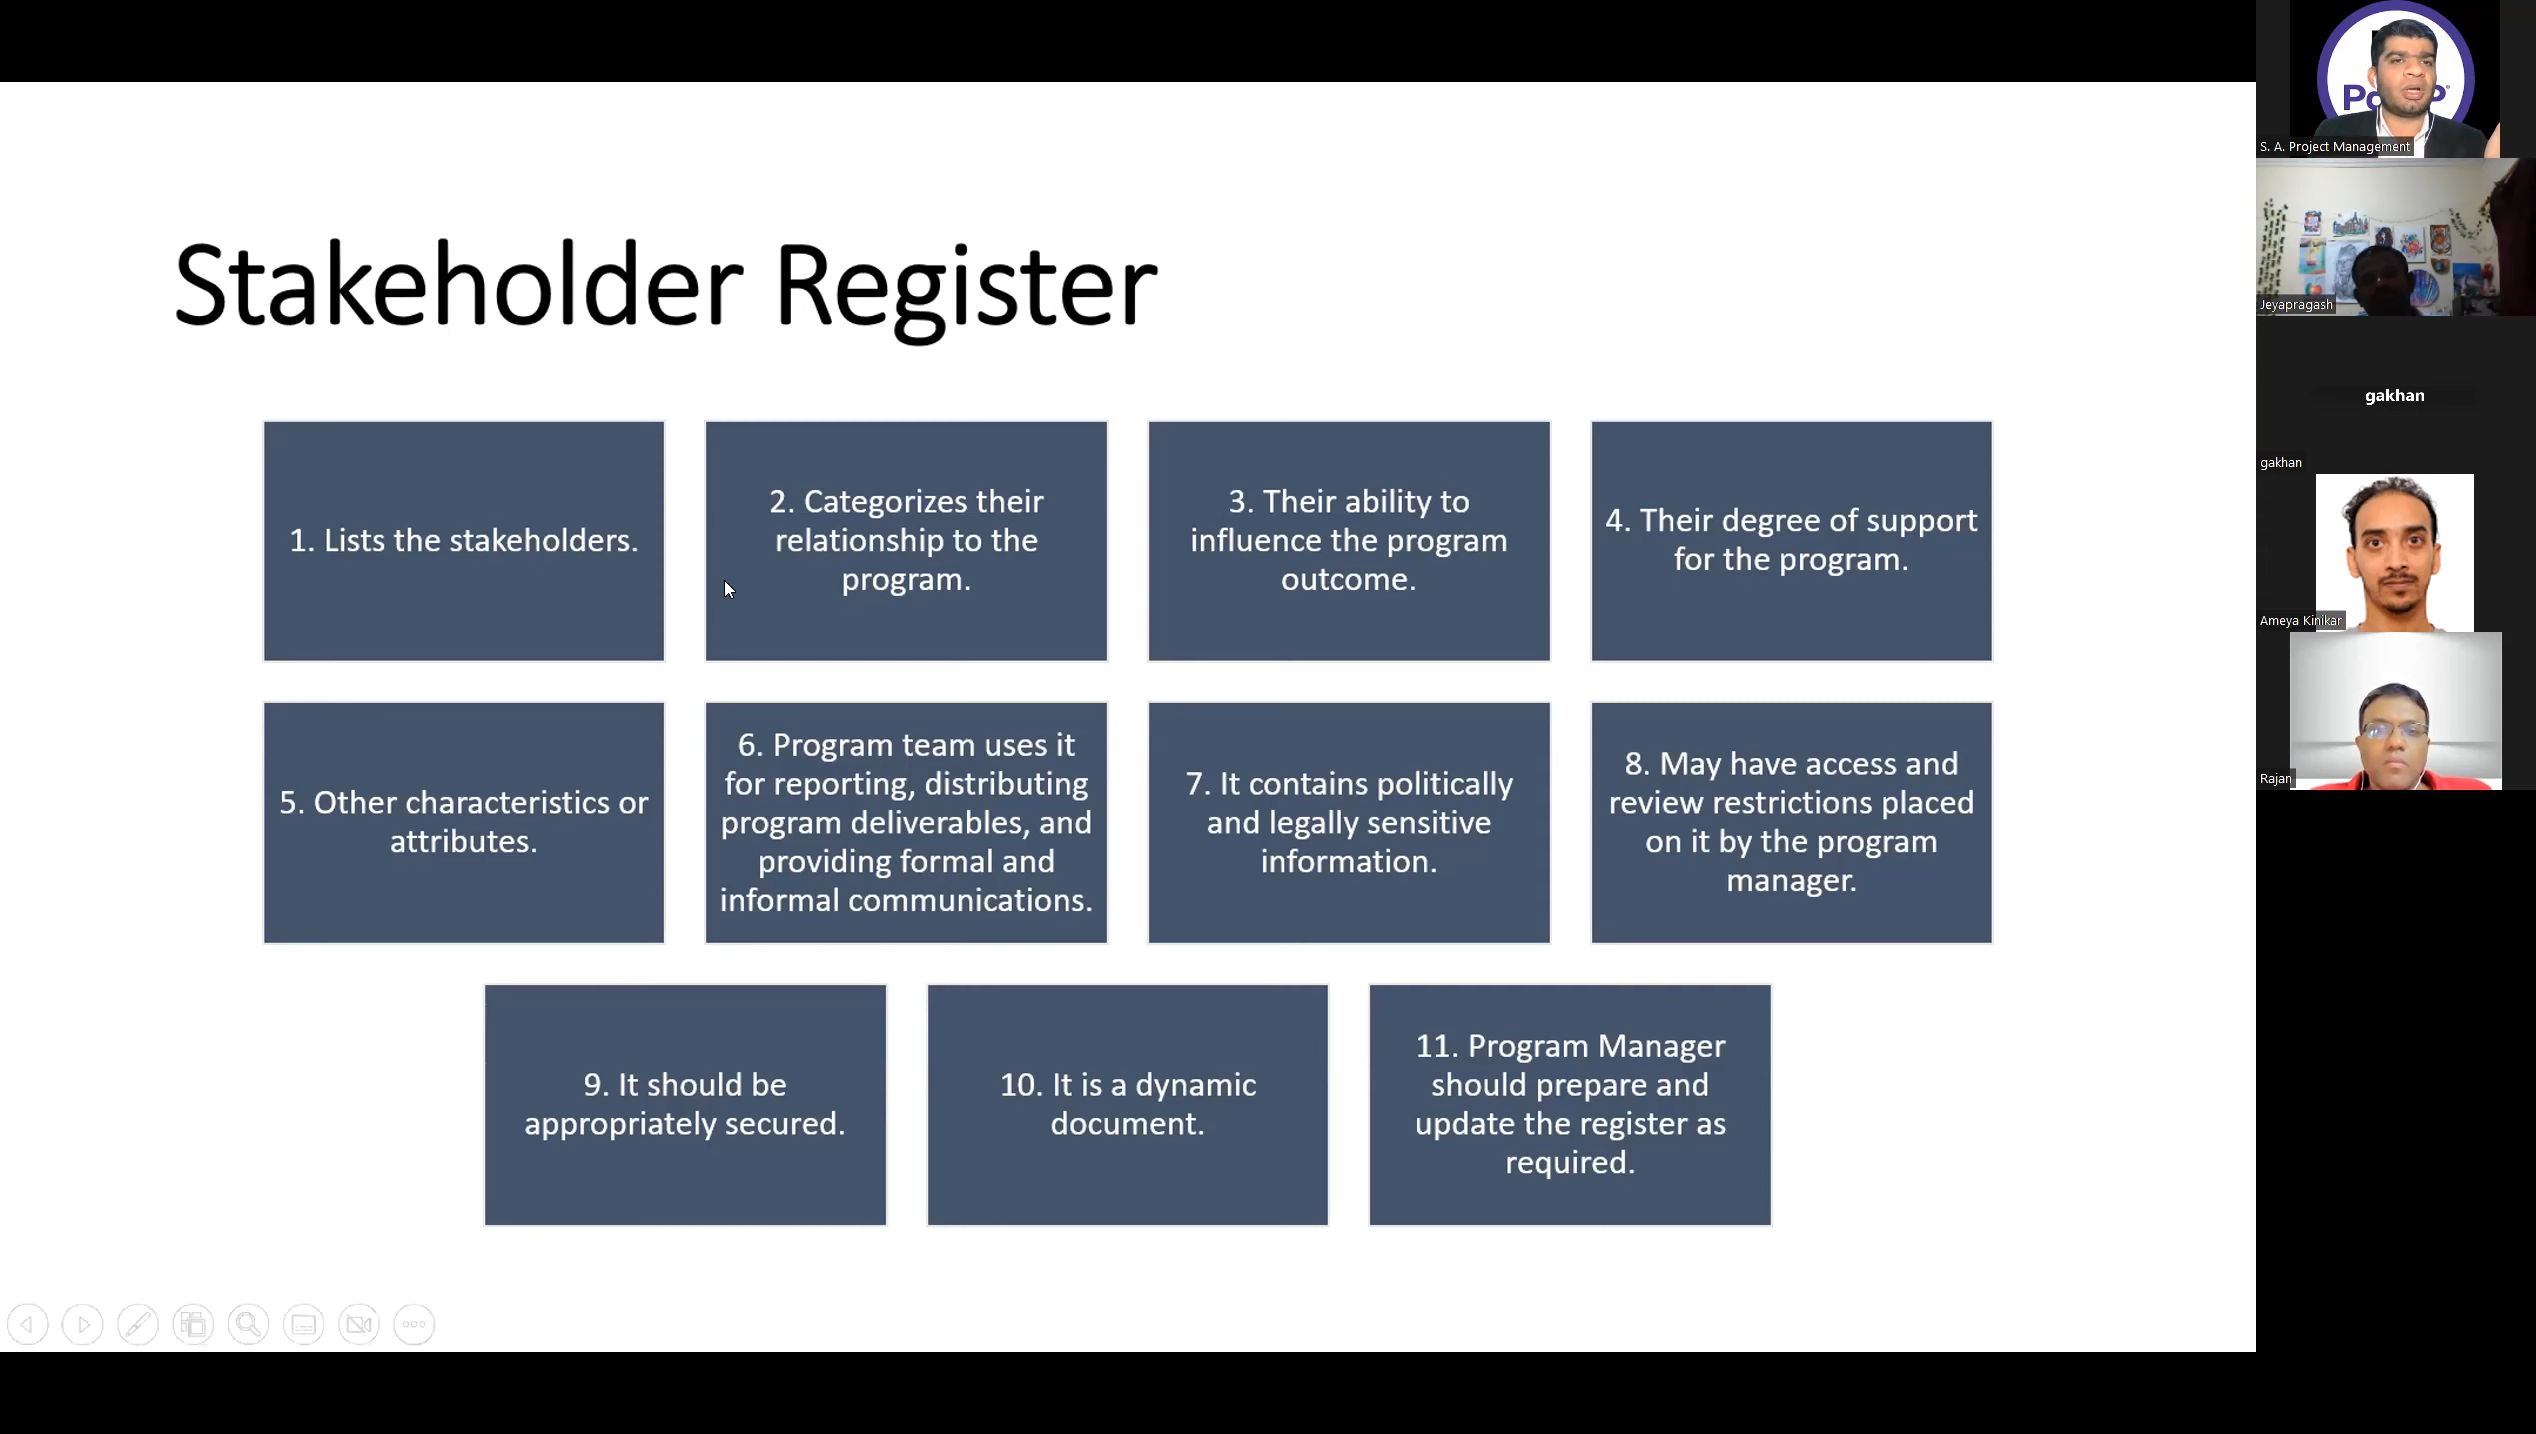 Stakeholder Register
1. Lists the stakeholders.
2. Categorizes their
relationship to the
program.
3. Their ability to
influence the program
outcome.
4. Their degree of support
for the program.
5. Other characteristics or
attributes.
6. Program team uses it
for reporting, distributing
program deliverables, and
providing formal and
informal communications.
7. It contains politically
and legally sensitive
information.
8. May have access and
review restrictions placed
on it by the program
manager.
9. It should be
appropriately secured.
10. It is a dynamic
document.
11. Program Manager
should prepare and
update the register as
required.
S. A. Project Management
Jeyapragash
gakhan
gakhan
Ameya Kinikar
Rajan